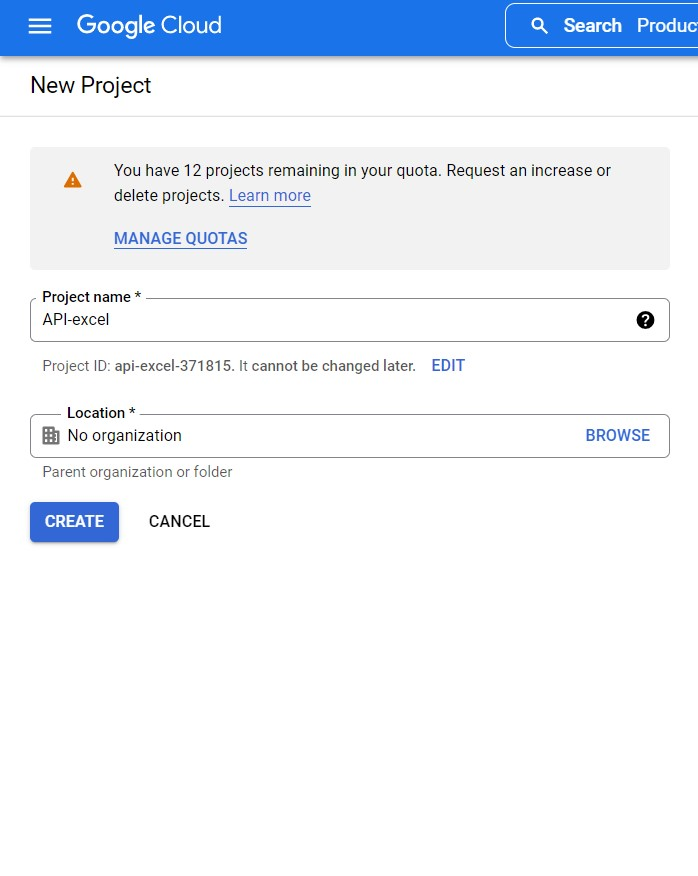 Google Cloud
Search Produc
New Project
You have 12 projects remaining in your quota. Request an increase or
delete projects. Learn more
MANAGE QUOTAS
Project name *
API-excel
Project ID: api-excel-371815. It cannot be changed later. EDIT
Location *
No organization BROWSE
Parent organization or folder
CREATE CANCEL